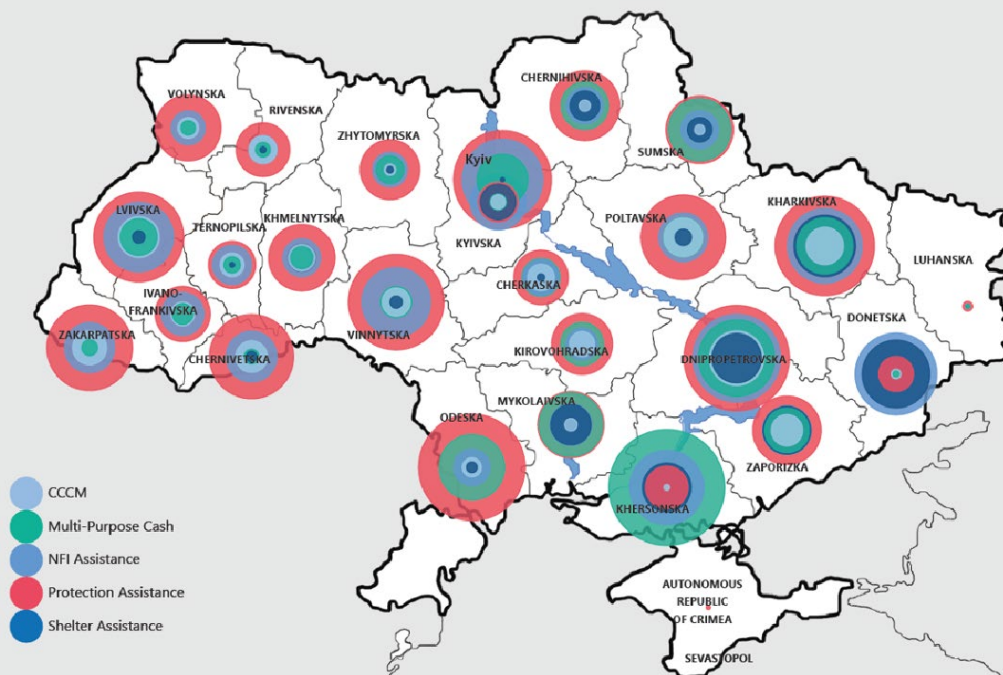 CHERNIHIVSKA
VOLYNSKA
RIVENSKA
ZHYTOMYRSKA
Kyiv
SUMSKA
LVIVSKA
TERNOPILSKA
KHMELNYTSKA
KYIVSKA
POLTAVSKA
KHARKIVSKA
LUHANSKA
CHERKASKA
IVANO-
FRANKIVSKA
DONETSKA
ZAKARPATSKA
CHERNIVETSKA
VINNYTSKA
KIROVOHRADSKA
DNIPROPETROVSKA
MYKOLAIVSKA
ODESKA
ZAPORIZKA
KHERSONSKA
CCCM
Multi-Purpose Cash
NFI Assistance
Protection Assistance
Shelter Assistance
AUTONOMOUS
REPUBLIC
OF CRIMEA
SEVASTOPOL